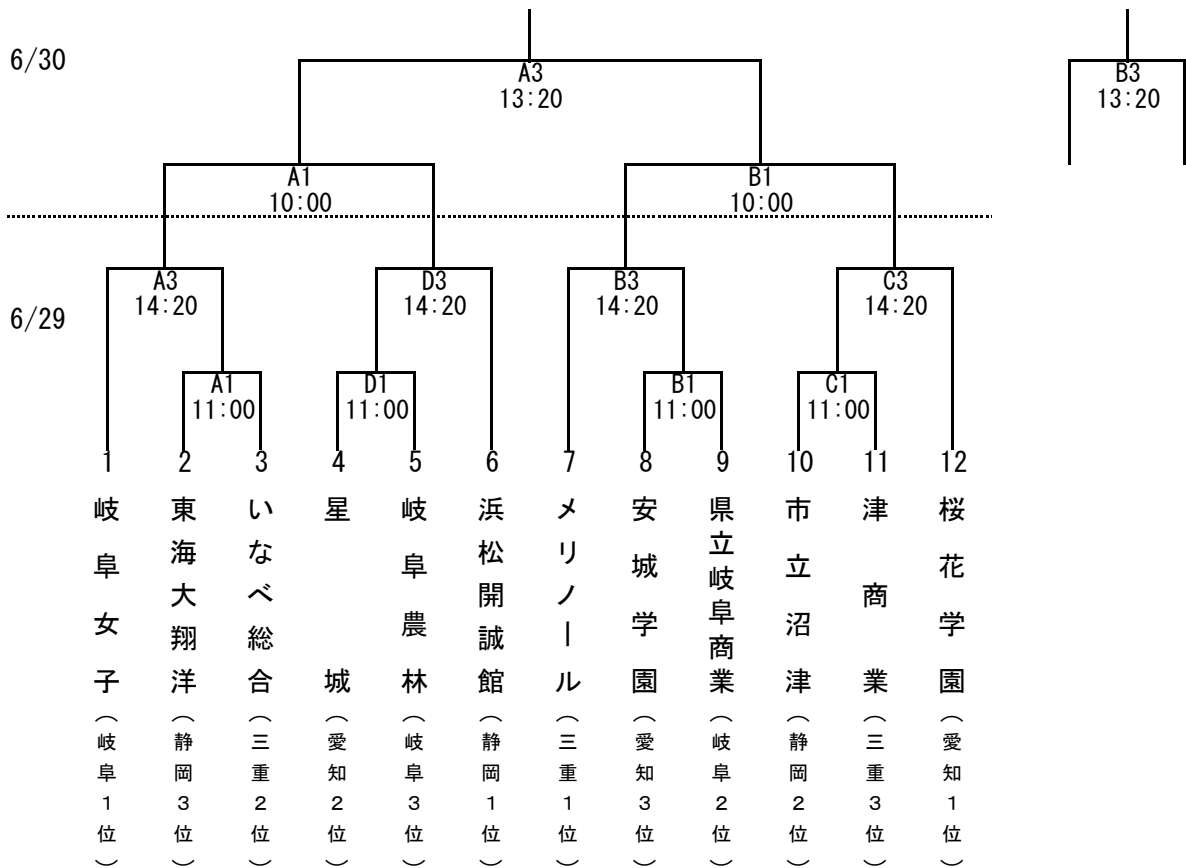 6/30
A3
13:20
B3
13:20
A1
10:00
B1
10:00
6/29
A3
14:20
D3
14:20
B3
14:20
C3
14:20
A1
11:00
D1
11:00
B1
11:00
C1
11:00
1
2
3
4
5
6
7
8
9
10
11
12
岐阜女子(岐阜1位)
東海大翔洋(静岡3位)
いなべ総合(三重2位)
星城(愛知2位)
岐阜農林(岐阜3位)
浜松開誠館(静岡1位)
メリノール(三重1位)
安城学園(愛知3位)
県立岐阜商業(岐阜2位)
市立沼津(静岡2位)
津商業(三重3位)
桜花学園(愛知1位)